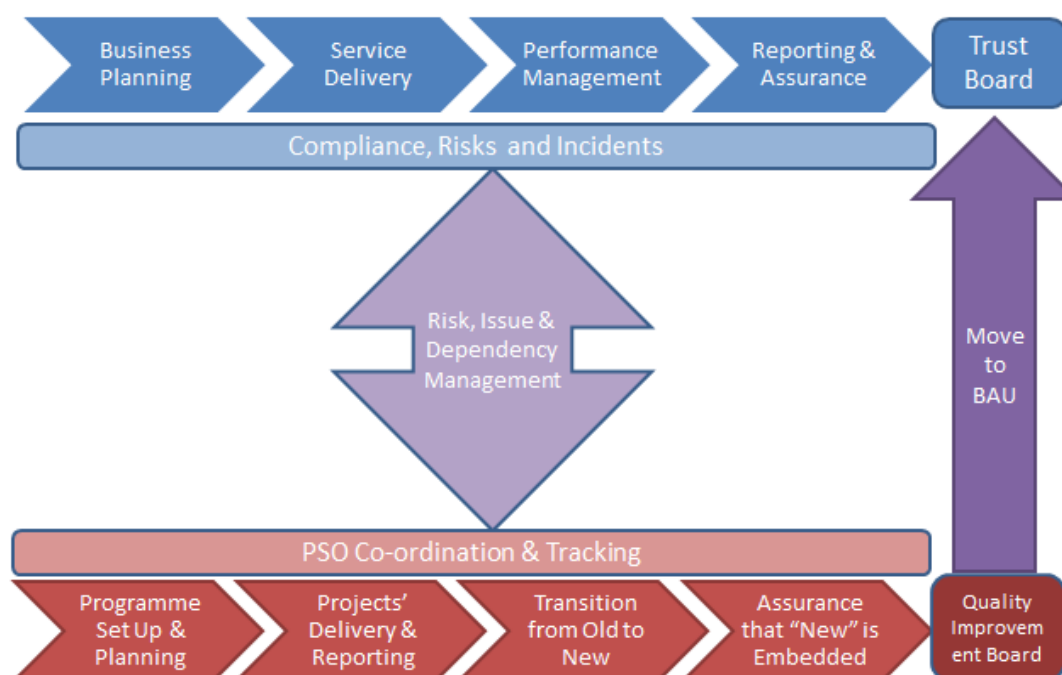 Business
Planning
Service
Delivery
Performance
Management
Reporting &
Assurance
Trust
Board
Compliance, Risks and Incidents
Risk, Issue &
Dependency
Management
Move
to
BAU
PSO Co-ordination & Tracking
Programme
Set Up &
Planning
Projects’
Delivery &
Reporting
Transition
from Old to
New
Assurance
that “New” is
Embedded
Quality
Improvem
ent Board